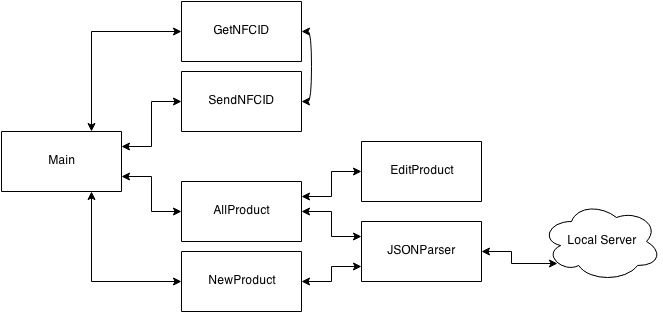 GetNFCID
SendNFCID
Main
EditProduct
AllProduct
JSONParser
Local Server
NewProduct